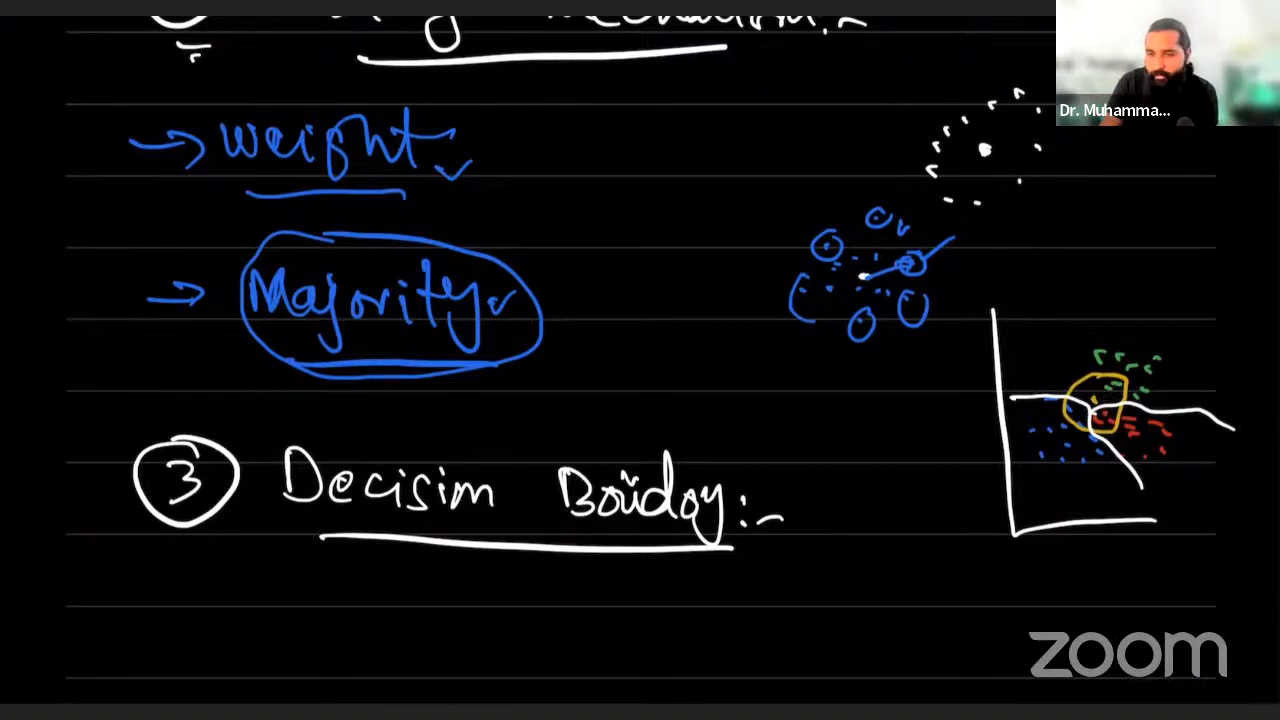 Dr. Muhamma...
→ weight
→ Majority
3 Decisim Boudoy:-
zoom